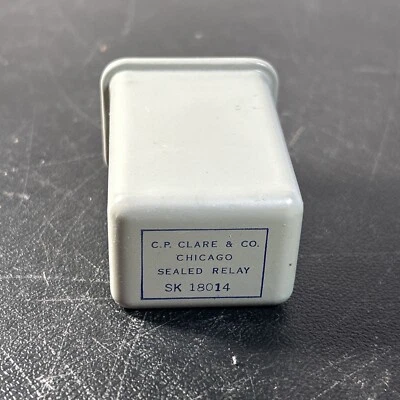 C.P. CLARE & CO.
CHICAGO
SEALED RELAY
SK 18014